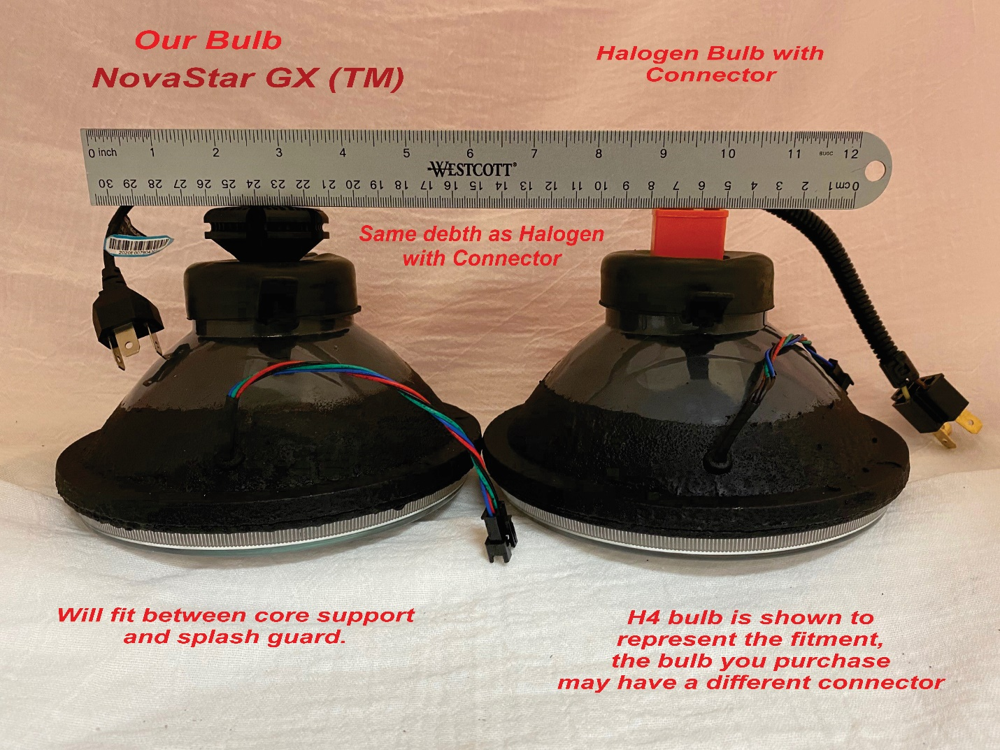 Our Bulb
NovaStar GX (TM)
Halogen Bulb with
Connector
0 inch 1 2 3 4 5 6 7 8 9 10 11 12
WESTCOTT®
30 29 28 27 26 25 24 23 22 21 20 19 18 17 16 15 14 13 12 11 10 9 8 7 6 5 4 3 2 1 cm 0
Same debth as Halogen
with Connector
Will fit between core support
and splash guard.
H4 bulb is shown to
represent the fitment,
the bulb you purchase
may have a different connector